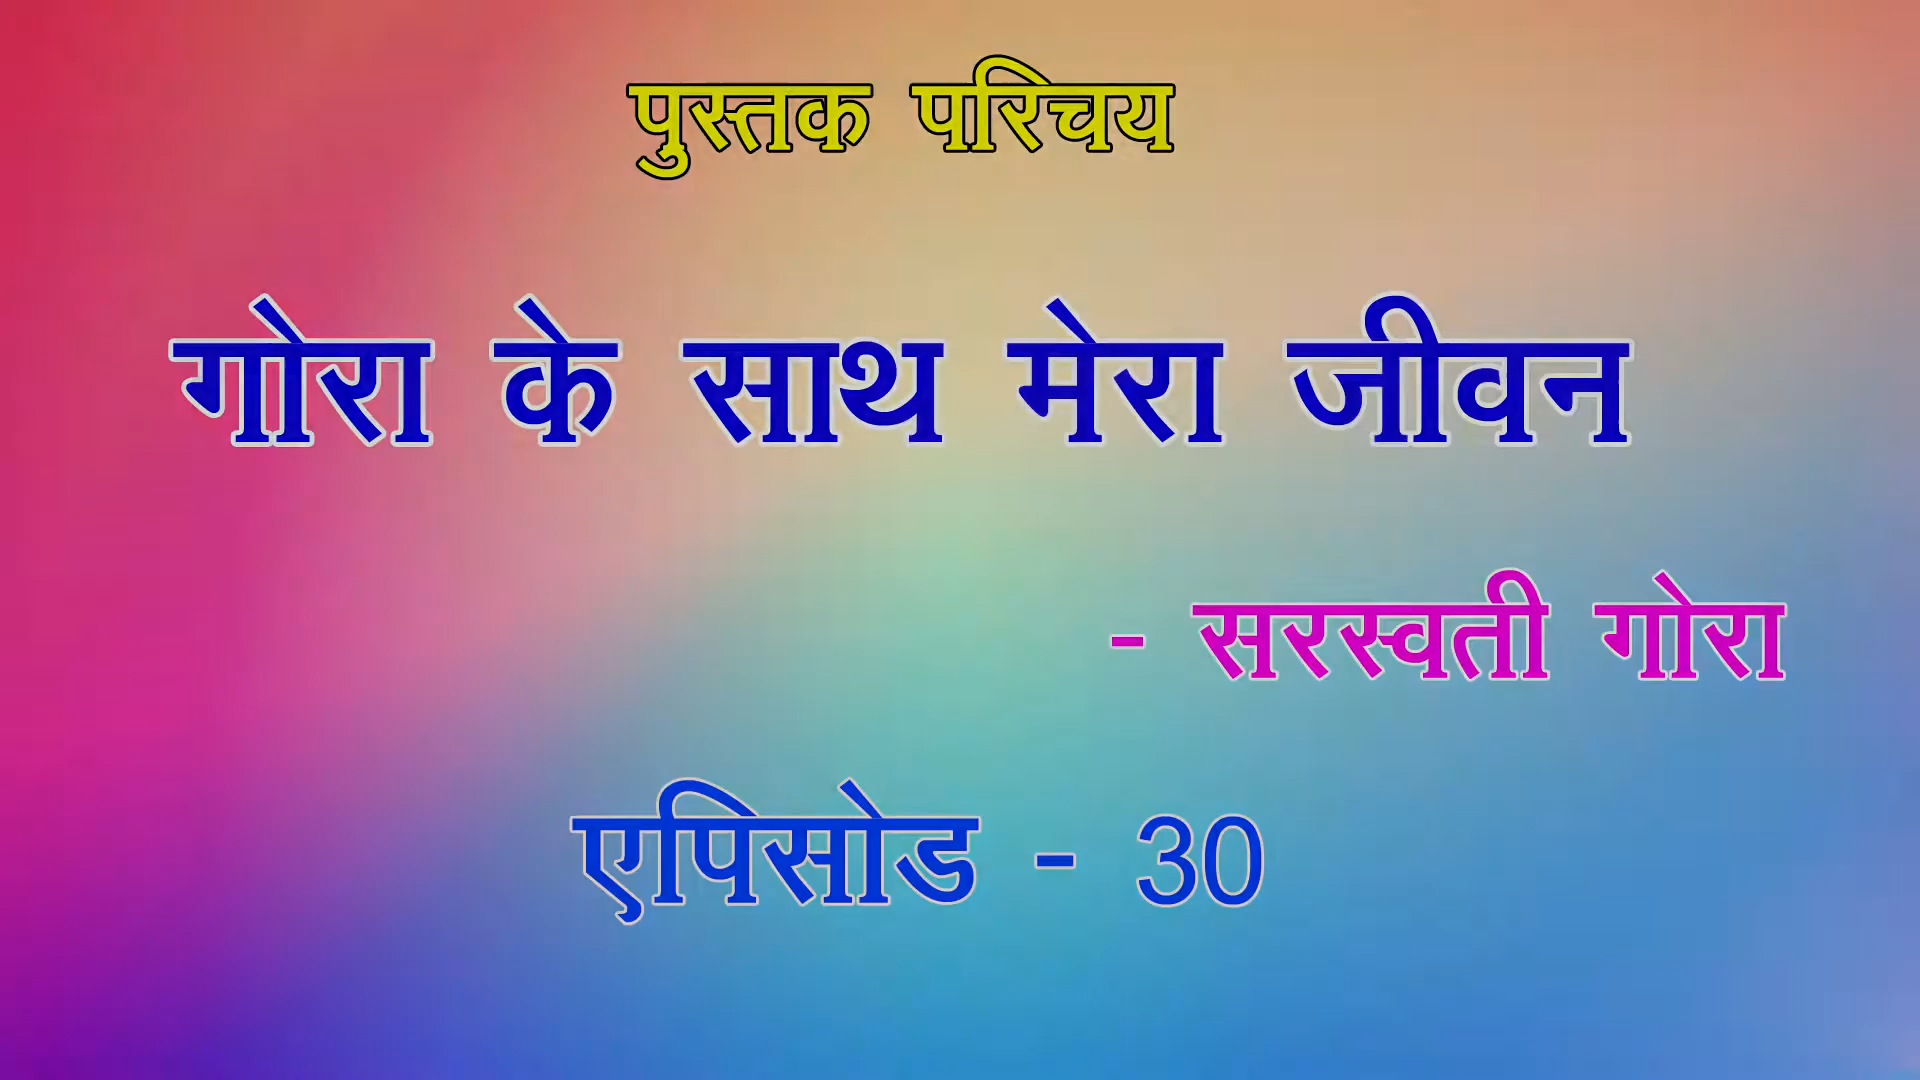 पुस्तक परिचय
गोरा के साथ मेरा जीवन
- सरस्वती गोरा
एपिसोड - 30